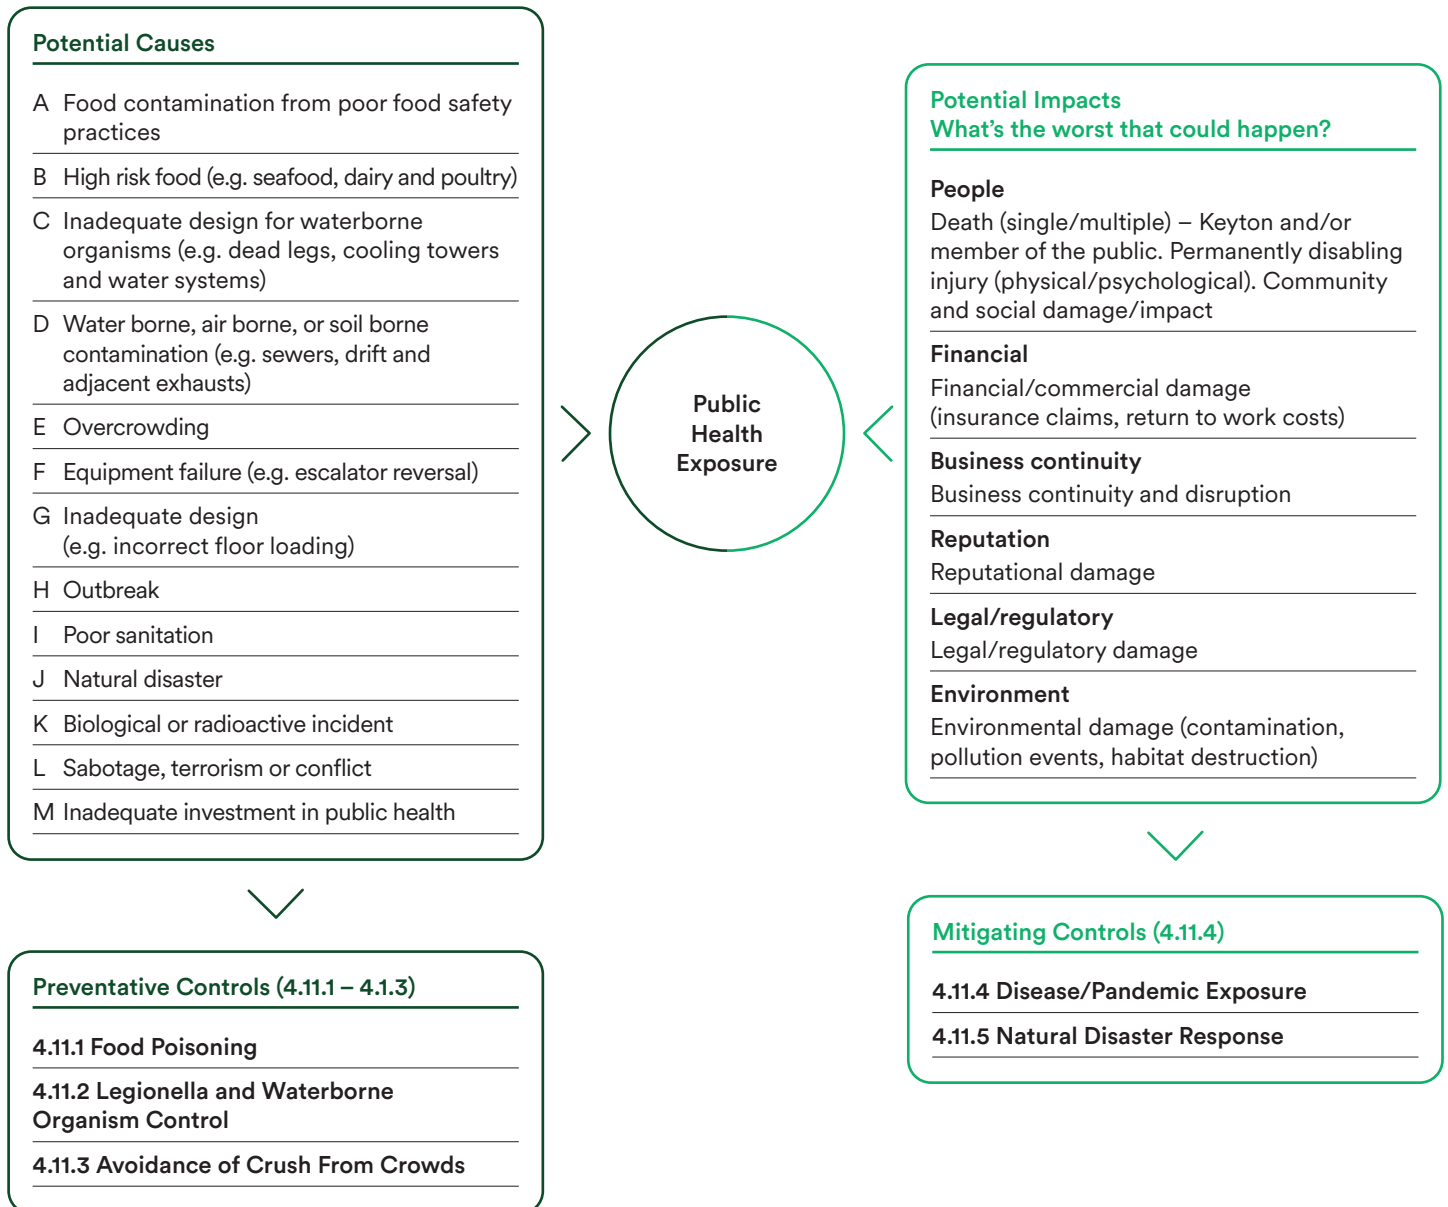 Potential Causes
A Food contamination from poor food safety
practices
B High risk food (e.g. seafood, dairy and poultry)
C Inadequate design for waterborne
organisms (e.g. dead legs, cooling towers
and water systems)
D Water borne, air borne, or soil borne
contamination (e.g. sewers, drift and
adjacent exhausts)
E Overcrowding
F Equipment failure (e.g. escalator reversal)
G Inadequate design
(e.g. incorrect floor loading)
H Outbreak
I Poor sanitation
J Natural disaster
K Biological or radioactive incident
L Sabotage, terrorism or conflict
M Inadequate investment in public health
Preventative Controls (4.11.1 – 4.1.3)
4.11.1 Food Poisoning
4.11.2 Legionella and Waterborne
Organism Control
4.11.3 Avoidance of Crush From Crowds
Public
Health
Exposure
Potential Impacts
What's the worst that could happen?
People
Death (single/multiple) – Keyton and/or
member of the public. Permanently disabling
injury (physical/psychological). Community
and social damage/impact
Financial
Financial/commercial damage
(insurance claims, return to work costs)
Business continuity
Business continuity and disruption
Reputation
Reputational damage
Legal/regulatory
Legal/regulatory damage
Environment
Environmental damage (contamination,
pollution events, habitat destruction)
Mitigating Controls (4.11.4)
4.11.4 Disease/Pandemic Exposure
4.11.5 Natural Disaster Response